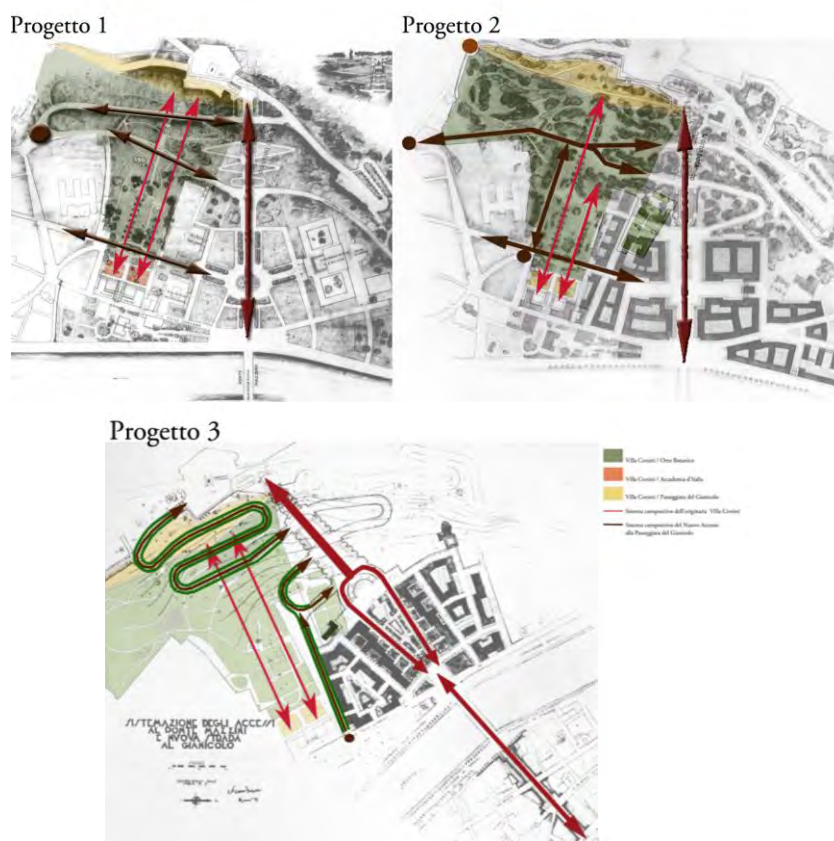 Progetto 1
Progetto 2
Progetto 3
Villa Corsini / Orto Botanico
Villa Corsini / Accademia d'Italia
Villa Corsini / Passeggiata del Gianicolo
Sistema compositivo dell'originaria Villa Corsini
Sistema compositivo del Nuovo Accesso
alla Passeggiata del Gianicolo
SISTEMAZIONE DEGLI ACCESSI
AL PONTE MAZZINI
E NUOVA STRADA
AL GIANICOLO